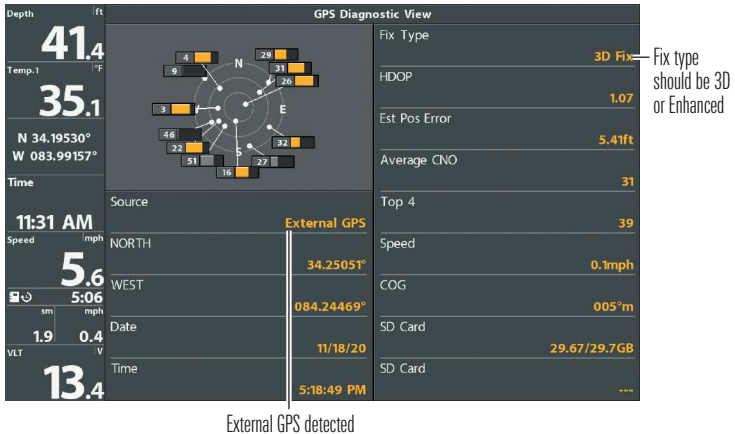 Depth ft
41.4
Temp.1 °F
35.1
N 34.19530°
W 083.99157°
Time
11:31 AM
Speed mph
5.6
5:06
sm mph
1.9 0.4
VLT V
13.4
GPS Diagnostic View
4
29
9
N
31
26
3
E
46
32
22
S
51
27
16
Source
External GPS
NORTH
34.25051°
WEST
084.24469°
Date
11/18/20
Time
5:18:49 PM
Fix Type
3D Fix
HDOP
1.07
Est Pos Error
5.41ft
Average CNO
31
Top 4
39
Speed
0.1mph
COG
005°m
SD Card
29.67/29.7GB
SD Card
---
Fix type
should be 3D
or Enhanced
External GPS detected